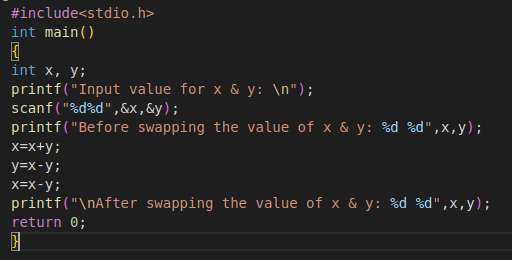 #include<stdio.h>
int main()
{
int x, y;
printf("Input value for x & y: \n");
scanf("%d%d",&x,&y);
printf("Before swapping the value of x & y: %d %d",x,y);
x=x+y;
y=x-y;
x=x-y;
printf("\nAfter swapping the value of x & y: %d %d",x,y);
return 0;
}